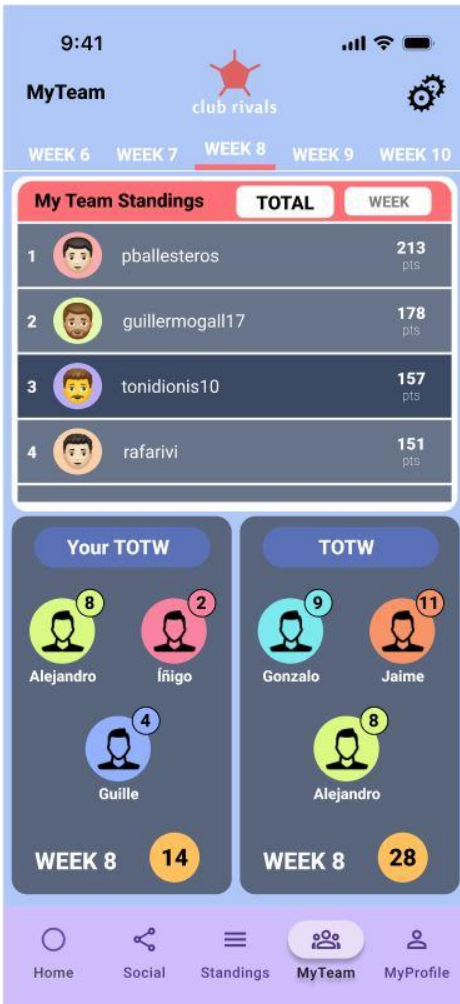 9:41
MyTeam
club rivals
WEEK 6 WEEK 7 WEEK 8 WEEK 9 WEEK 10
My Team Standings TOTAL WEEK
1 pballesteros 213 pts
2 guillermogall17 178 pts
3 tonidionis10 157 pts
4 rafarivi 151 pts
Your TOTW
8 2
Alejandro Íñigo
4
Guille
WEEK 8 14
TOTW
9 11
Gonzalo Jaime
8
Alejandro
WEEK 8 28
Home Social Standings MyTeam MyProfile